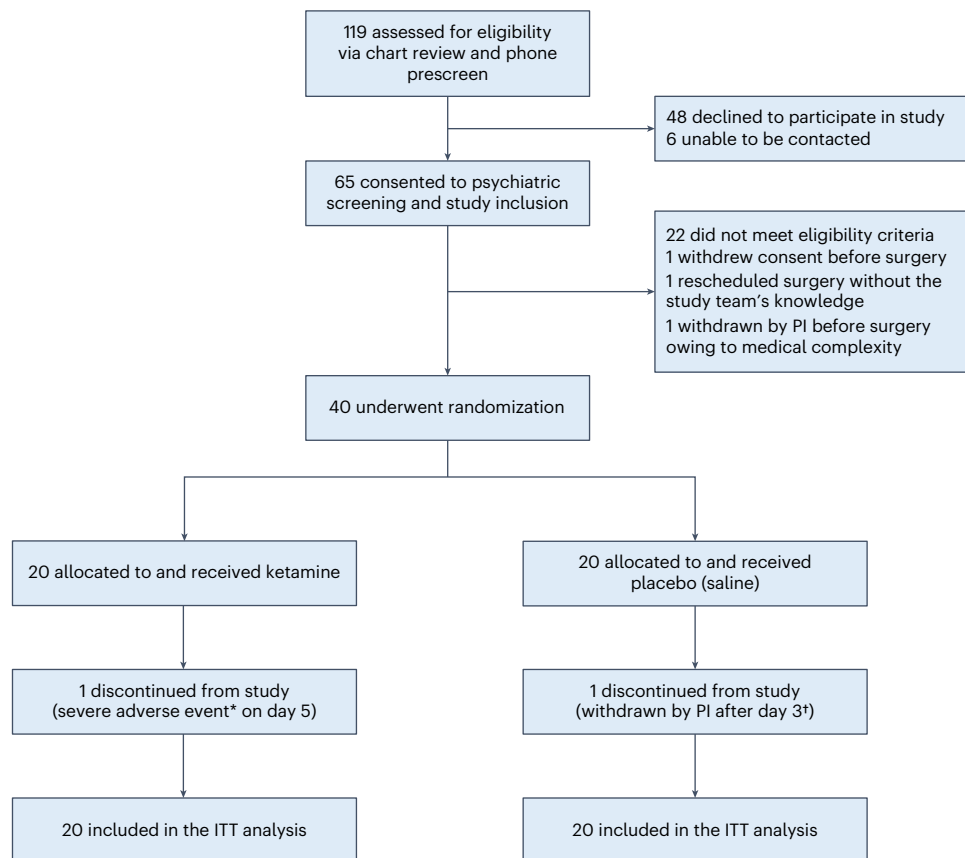 119 assessed for eligibility
via chart review and phone
prescreen
48 declined to participate in study
6 unable to be contacted
65 consented to psychiatric
screening and study inclusion
22 did not meet eligibility criteria
1 withdrew consent before surgery
1 rescheduled surgery without the
study team’s knowledge
1 withdrawn by PI before surgery
owing to medical complexity
40 underwent randomization
20 allocated to and received ketamine
20 allocated to and received
placebo (saline)
1 discontinued from study
(severe adverse event* on day 5)
1 discontinued from study
(withdrawn by PI after day 3†)
20 included in the ITT analysis
20 included in the ITT analysis